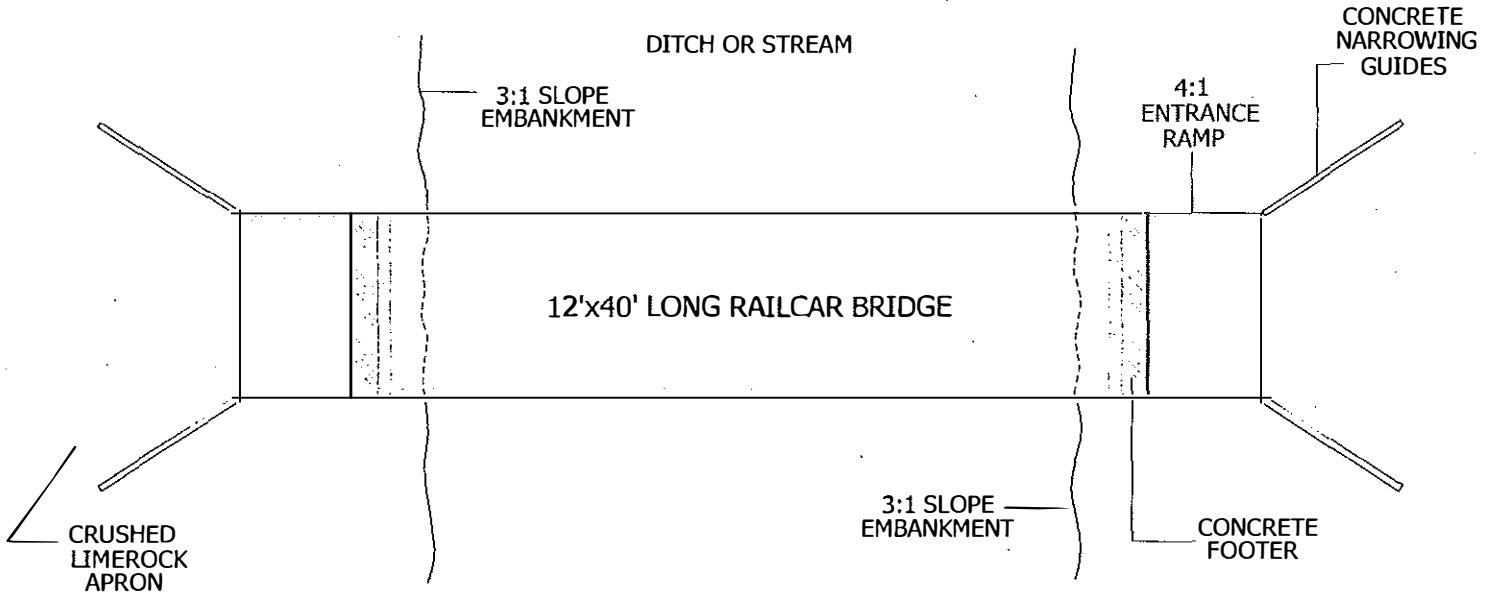 CONCRETE
NARROWING
GUIDES
DITCH OR STREAM
3:1 SLOPE
EMBANKMENT
4:1
ENTRANCE
RAMP
12'x40' LONG RAILCAR BRIDGE
3:1 SLOPE
EMBANKMENT
CONCRETE
FOOTER
CRUSHED
LIMEROCK
APRON